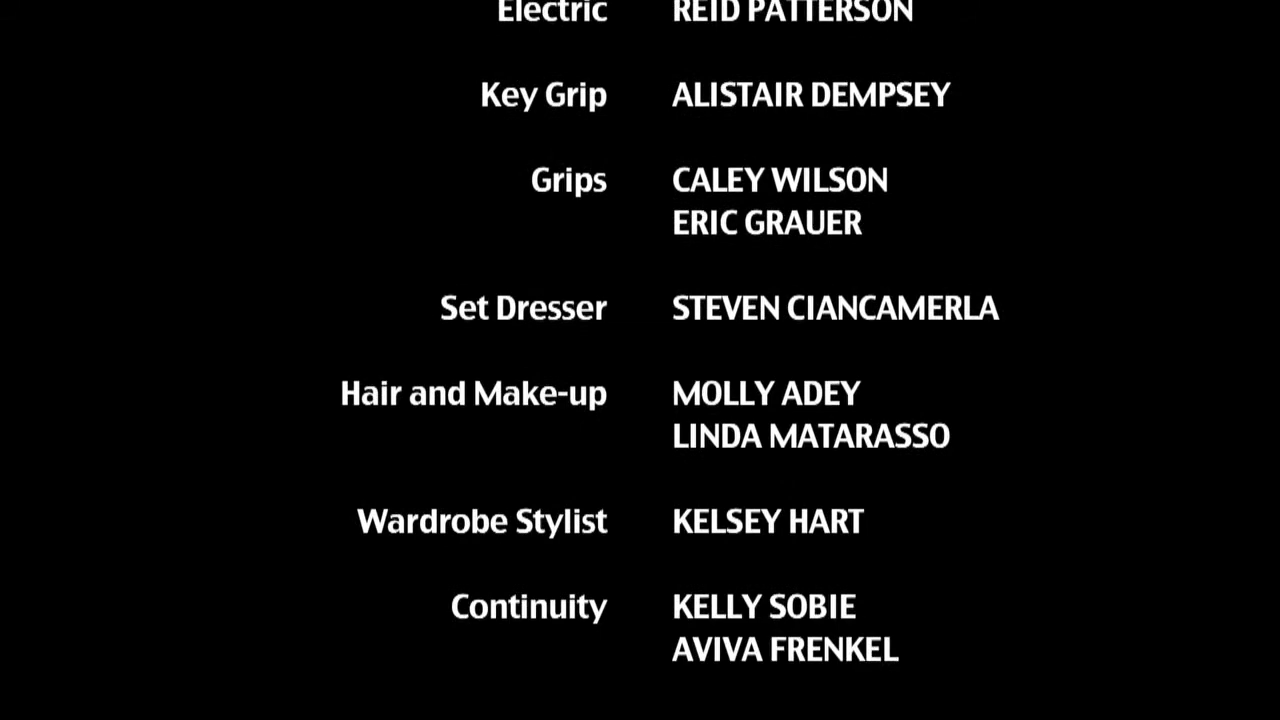 Electric REID PATTERSON
Key Grip ALISTAIR DEMPSEY
Grips CALEY WILSON
ERIC GRAUER
Set Dresser STEVEN CIANCAMERLA
Hair and Make-up MOLLY ADEY
LINDA MATARASSO
Wardrobe Stylist KELSEY HART
Continuity KELLY SOBIE
AVIVA FRENKEL